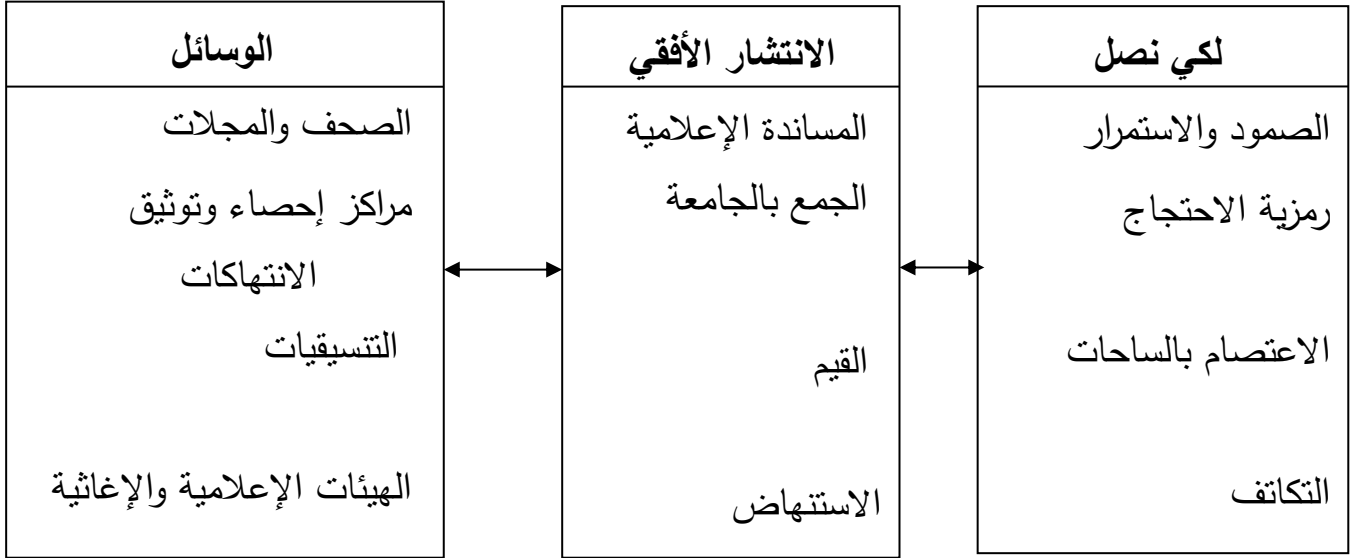 لكي نصل
الصمود والاستمرار
رمزية الاحتجاج
الاعتصام بالساحات
التكاتف
الانتشار الأفقي
المساندة الإعلامية
الجمع بالجامعة
القيم
الاستنهاض
الوسائل
الصحف والمجلات
مراكز إحصاء وتوثيق
الانتهاكات
التنسيقيات
الهيئات الإعلامية والإغاثية